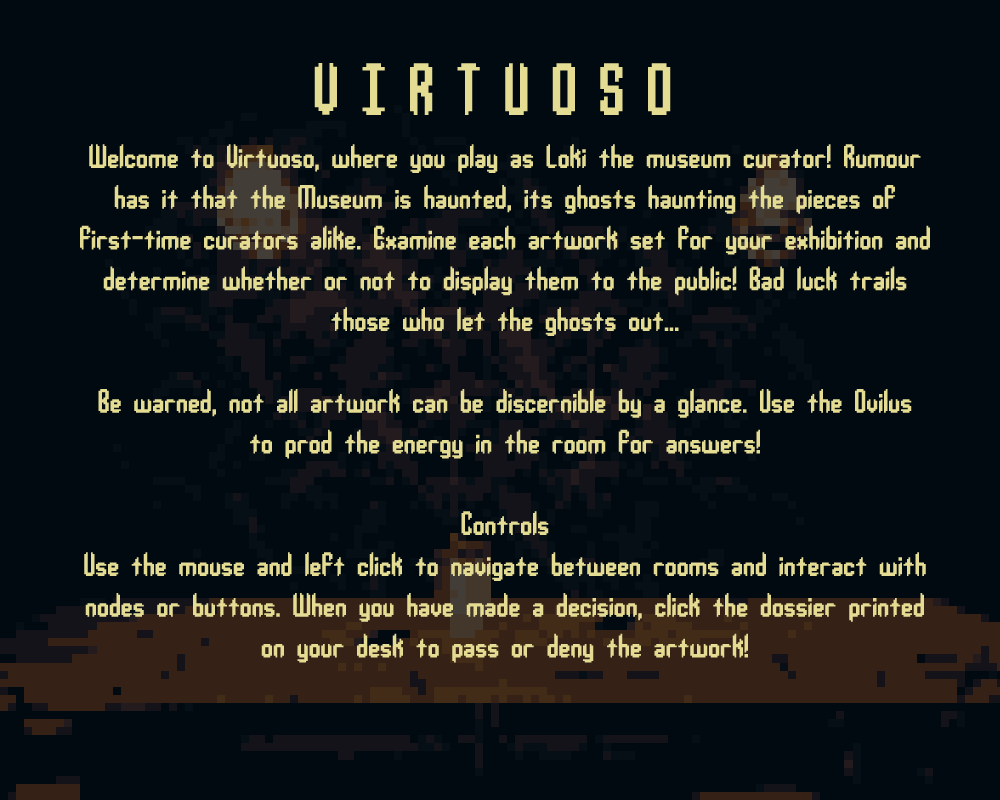 VIRTUOSO
Welcome to Virtuoso, where you play as Loki the museum curator! Rumour
has it that the Museum is haunted, its ghosts haunting the pieces of
first-time curators alike. Examine each artwork set for your exhibition and
determine whether or not to display them to the public! Bad luck trails
those who let the ghosts out...
Be warned, not all artwork can be discernible by a glance. Use the Ovilus
to prod the energy in the room for answers!
Controls
Use the mouse and left click to navigate between rooms and interact with
nodes or buttons. When you have made a decision, click the dossier printed
on your desk to pass or deny the artwork!